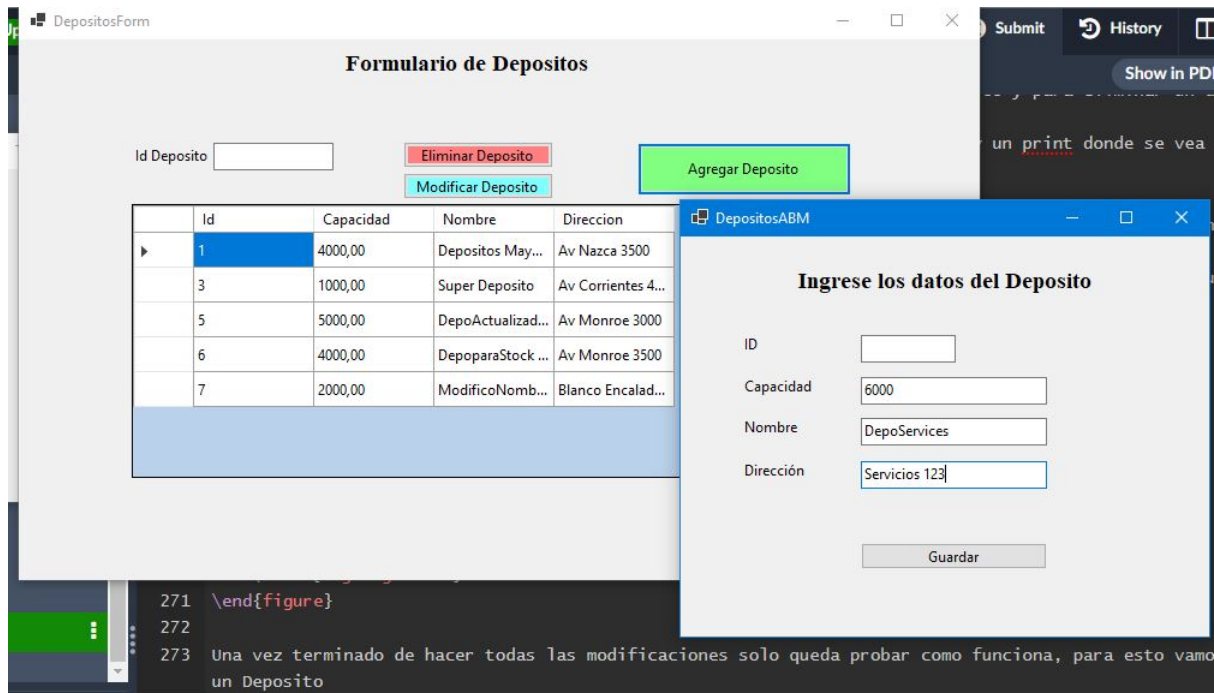 DepositosForm
Submit
History
Show in PD
Formulario de Depositos
un print donde se vea
Id Deposito
Eliminar Deposito
Modificar Deposito
Agregar Deposito
Id Capacidad Nombre Direccion
1 4000,00 Depositos May... Av Nazca 3500
3 1000,00 Super Deposito Av Corrientes 4...
5 5000,00 DepoActualizad... Av Monroe 3000
6 4000,00 DepoparaStock ... Av Monroe 3500
7 2000,00 ModificoNomb... Blanco Encalad...
DepositosABM
Ingrese los datos del Deposito
ID
Capacidad 6000
Nombre DepoServices
Dirección Servicios 123
Guardar
271 \end{figure}
272
273 Una vez terminado de hacer todas las modificaciones solo queda probar como funciona, para esto vamo
un Deposito